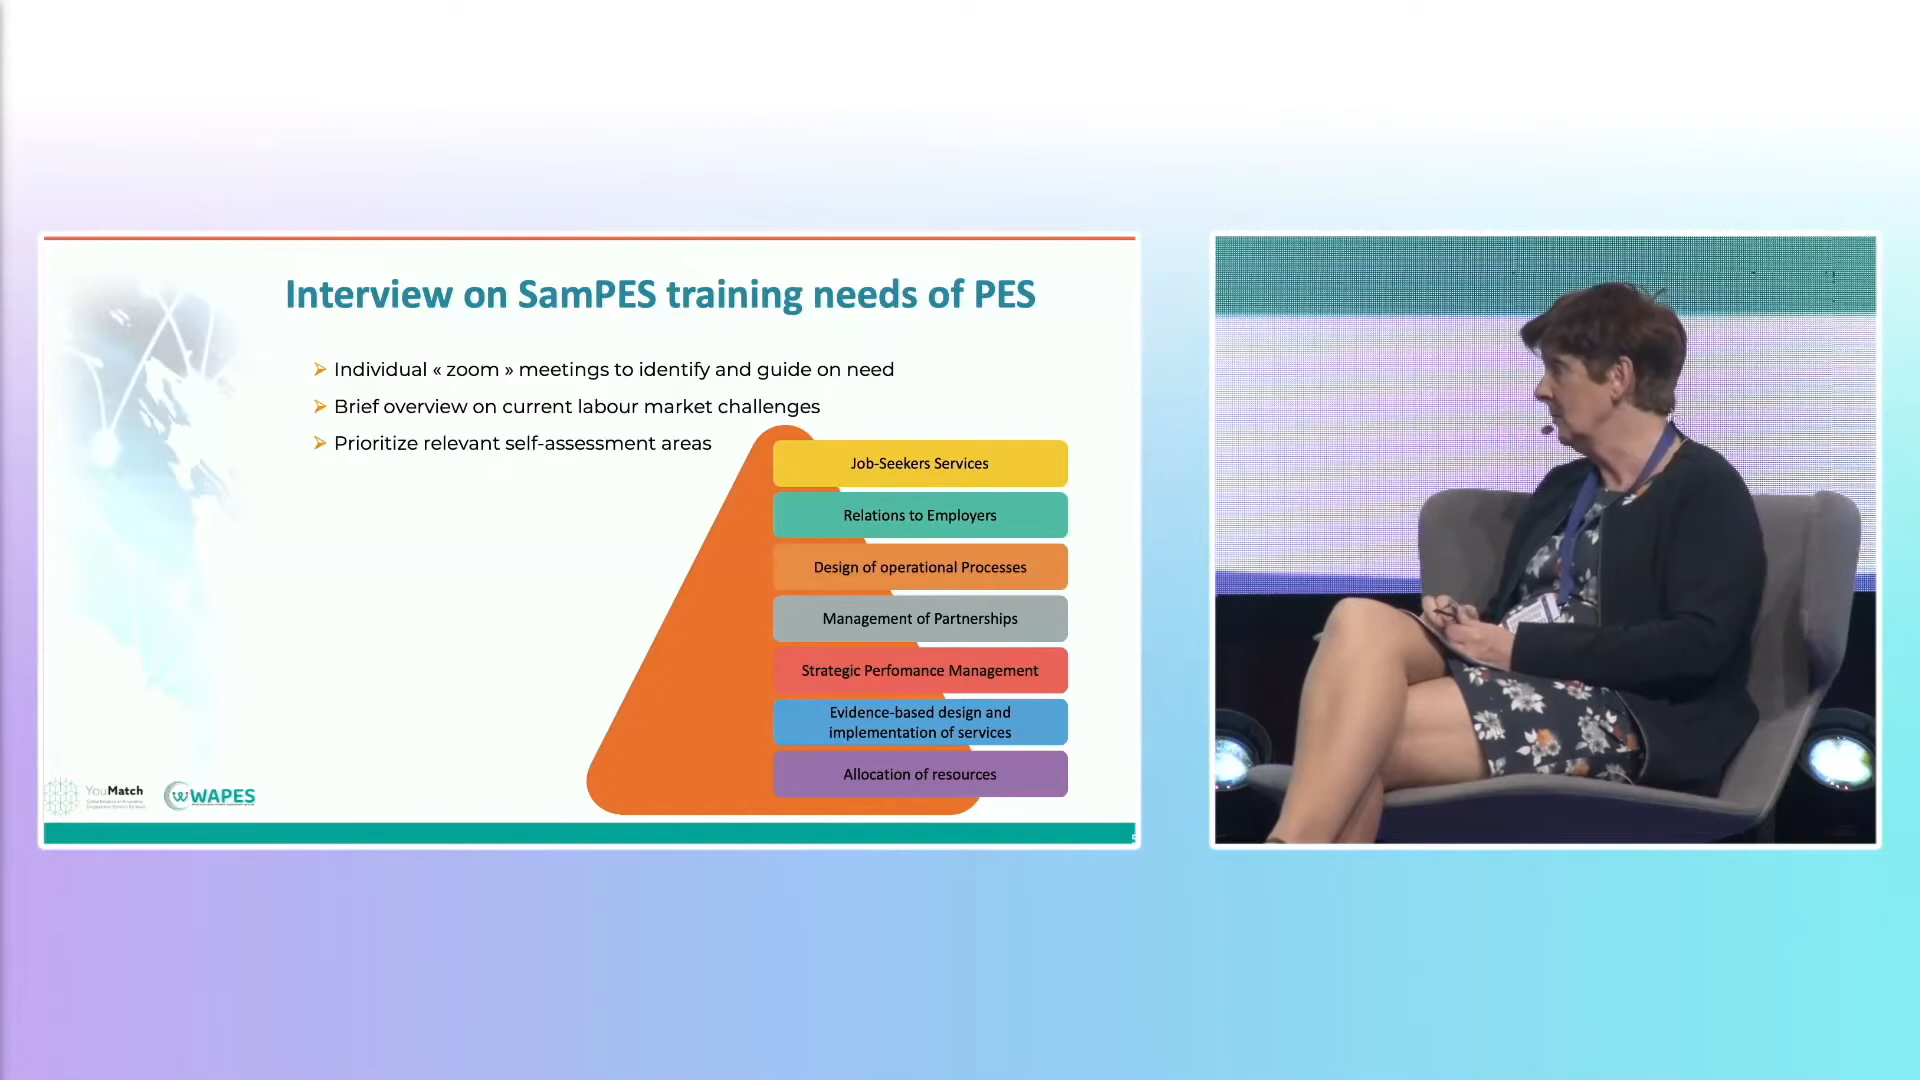 Interview on SamPES training needs of PES
Individual « zoom » meetings to identify and guide on need
Brief overview on current labour market challenges
Prioritize relevant self-assessment areas
Job-Seekers Services
Relations to Employers
Design of operational Processes
Management of Partnerships
Strategic Perfomance Management
Evidence-based design and
implementation of services
Allocation of resources
YouMatch
WAPES